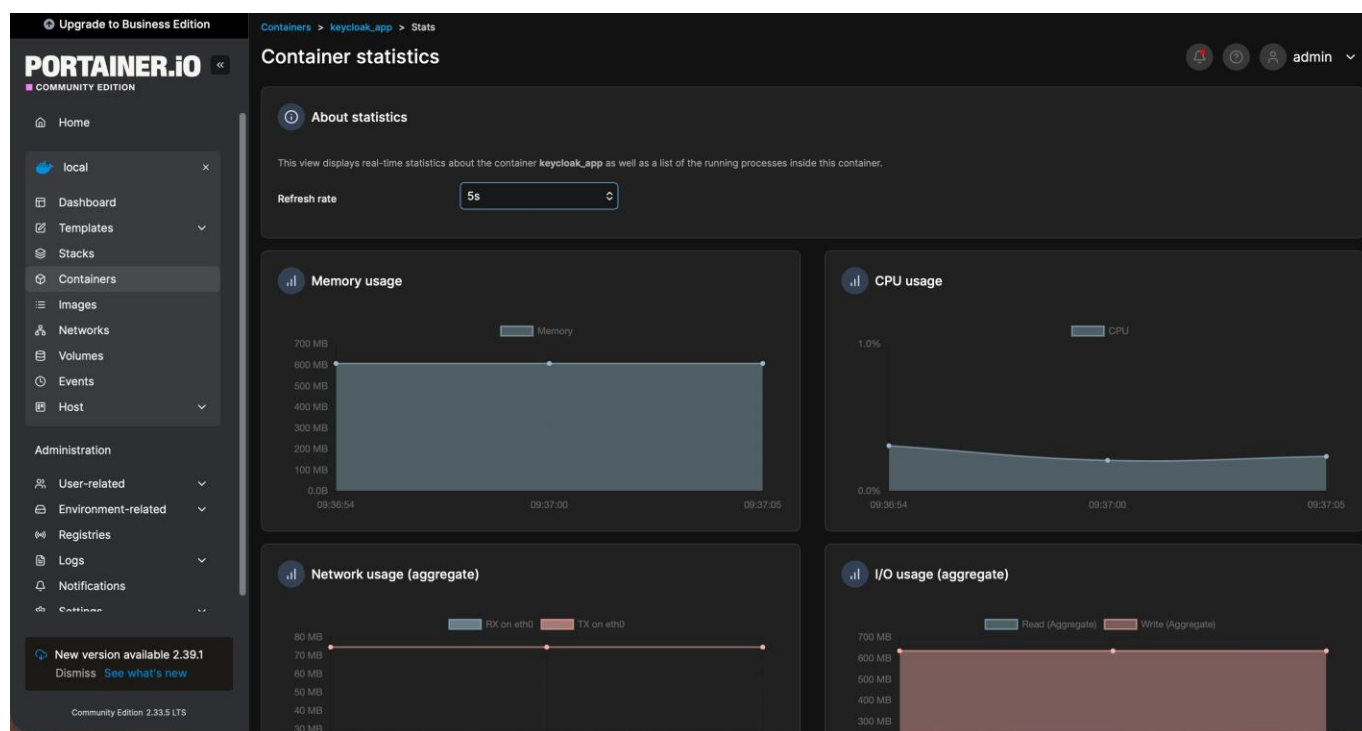 Upgrade to Business Edition
PORTAINER.iO
COMMUNITY EDITION
Home
local
Dashboard
Templates
Stacks
Containers
Images
Networks
Volumes
Events
Host
Administration
User-related
Environment-related
Registries
Logs
Notifications
Settings
New version available 2.39.1
Dismiss See what's new
Community Edition 2.33.5 LTS
Containers > keycloak_app > Stats
Container statistics
admin
About statistics
This view displays real-time statistics about the container keycloak_app as well as a list of the running processes inside this container.
Refresh rate 5s
Memory usage
Memory
700 MB
600 MB
500 MB
400 MB
300 MB
200 MB
100 MB
0.0B
09:36:54 09:37:00 09:37:05
CPU usage
CPU
1.0%
0.0%
09:36:54 09:37:00 09:37:05
Network usage (aggregate)
RX on eth0 TX on eth0
80 MB
70 MB
60 MB
50 MB
40 MB
30 MB
I/O usage (aggregate)
Read (Aggregate) Write (Aggregate)
700 MB
600 MB
500 MB
400 MB
300 MB